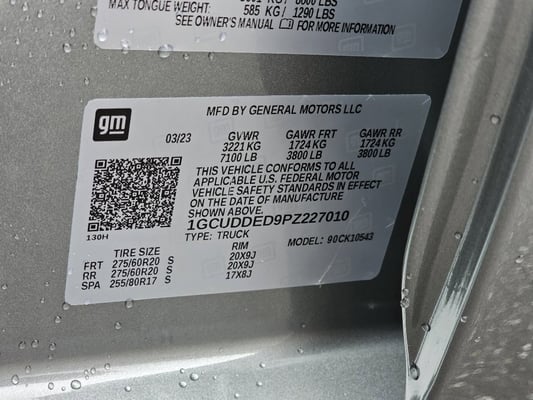 MAX TONGUE WEIGHT: 585 KG / 1290 LBS
SEE OWNER'S MANUAL FOR MORE INFORMATION
gm
MFD BY GENERAL MOTORS LLC
03/23 GVWR GAWR FRT GAWR RR
3221 KG 1724 KG 1724 KG
7100 LB 3800 LB 3800 LB
THIS VEHICLE CONFORMS TO ALL
APPLICABLE U.S. FEDERAL MOTOR
VEHICLE SAFETY STANDARDS IN EFFECT
ON THE DATE OF MANUFACTURE
1GCUDDED9PZ227010
TYPE: TRUCK MODEL: 90CK10543
130H
TIRE SIZE RIM
FRT 275/60R20 S 20X9J
RR 275/60R20 S 20X9J
SPA 255/80R17 S 17X8J